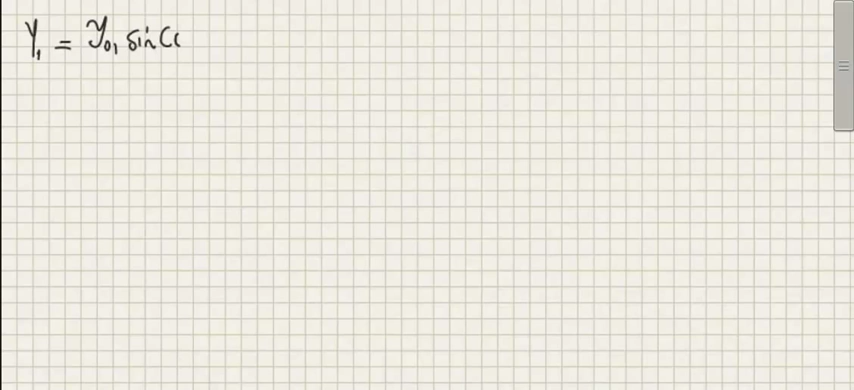 Y₁ = Y₀₁ sin(